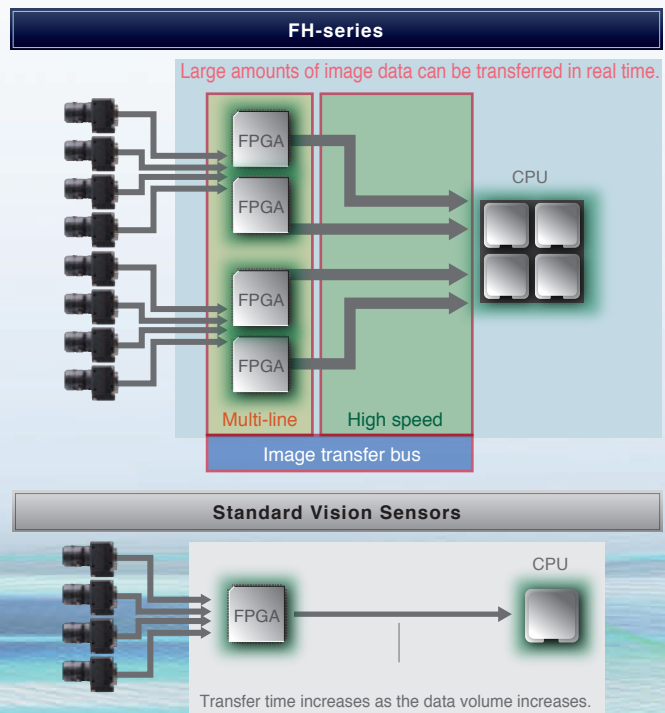 FH-series
Large amounts of image data can be transferred in real time.
FPGA
CPU
FPGA
FPGA
FPGA
Multi-line
High speed
Image transfer bus
Standard Vision Sensors
CPU
FPGA
Transfer time increases as the data volume increases.